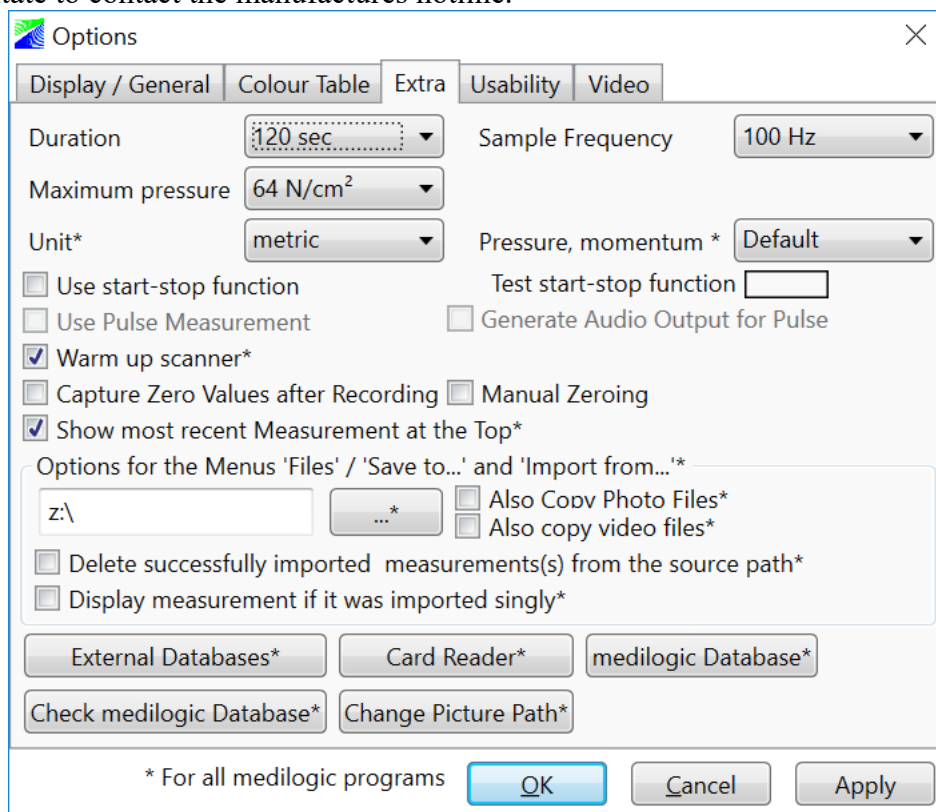 to contact the manufactures hotline.
Options
Display / General Colour Table Extra Usability Video
Duration 120 sec Sample Frequency 100 Hz
Maximum pressure 64 N/cm²
Unit* metric Pressure, momentum * Default
Use start-stop function Test start-stop function
Use Pulse Measurement Generate Audio Output for Pulse
Warm up scanner*
Capture Zero Values after Recording Manual Zeroing
Show most recent Measurement at the Top*
Options for the Menus 'Files' / 'Save to...' and 'Import from...'*
z:\ ...* Also Copy Photo Files*
Also copy video files*
Delete successfully imported measurements(s) from the source path*
Display measurement if it was imported singly*
External Databases* Card Reader* medilogic Database*
Check medilogic Database* Change Picture Path*
* For all medilogic programs OK Cancel Apply